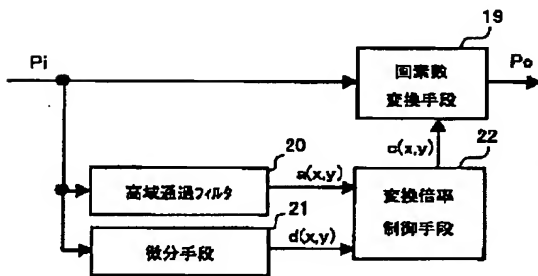 19
Pi
画素数
変換手段
Po
c(x,y)
22
20
高域通過フィルタ
a(x,y)
変換倍率
制御手段
21
微分手段
d(x,y)